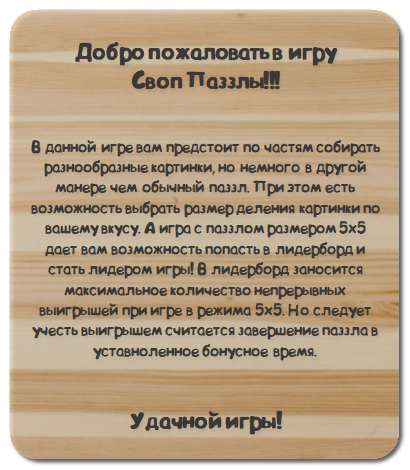 Добро пожаловать в игру
Своп Паззлы!!!
В данной игре вам предстоит по частям собирать
разнообразные картинки, но немного в другой
манере чем обычный паззл. При этом есть
возможность выбрать размер деления картинки по
вашему вкусу. А игра с паззлом размером 5х5
дает вам возможность попасть в лидерборд и
стать лидером игры! В лидерборд заносится
максимальное количество непрерывных
выигрышей при игре в режима 5х5. Но следует
учесть выигрышем считается завершение паззла в
уставноленное бонусное время.
Удачной игры!